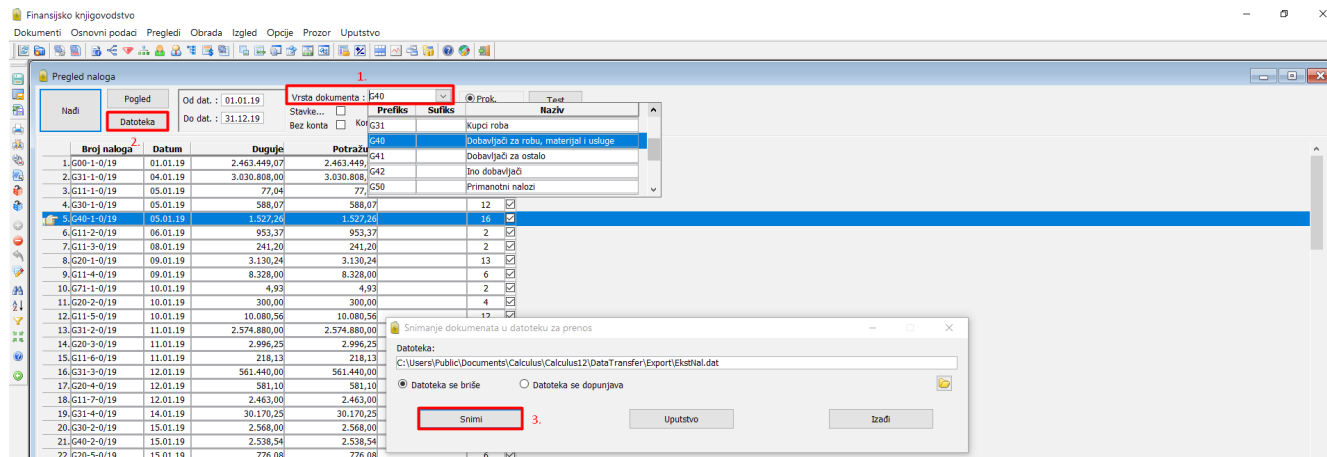 Finansijsko knjigovodstvo
Dokumenti Osnovni podaci Pregledi Obrada Izgled Opcije Prozor Uputstvo
Pregled naloga
1.
Nađi
Pogled
Datoteka
2.
Od dat. : 01.01.19
Do dat. : 31.12.19
Vrsta dokumenta : G40
Stavke...
Bez konta
Prok.
Test
Prefiks Sufiks Naziv
G31 Kupci roba
G40 Dobavljači za robu, materijal i usluge
G41 Dobavljači za ostalo
G42 Ino dobavljači
G50 Primanotni nalozi
Broj naloga Datum Duguje Potražu
1. G00-1-0/19 01.01.19 2.463.449,07 2.463.449,
2. G31-1-0/19 04.01.19 3.030.808,00 3.030.808,
3. G11-1-0/19 05.01.19 77,04 77,
4. G30-1-0/19 05.01.19 588,07 588,07 12
5. G40-1-0/19 05.01.19 1.527,26 1.527,26 16
6. G11-2-0/19 06.01.19 953,37 953,37 2
7. G11-3-0/19 08.01.19 241,20 241,20 2
8. G20-1-0/19 09.01.19 3.130,24 3.130,24 13
9. G11-4-0/19 09.01.19 8.328,00 8.328,00 6
10. G71-1-0/19 10.01.19 4,93 4,93 2
11. G20-2-0/19 10.01.19 300,00 300,00 4
12. G11-5-0/19 10.01.19 10.080,56 10.080,56 12
13. G31-2-0/19 11.01.19 2.574.880,00 2.574.880,00
14. G20-3-0/19 11.01.19 2.996,25 2.996,25
15. G11-6-0/19 11.01.19 218,13 218,13
16. G31-3-0/19 12.01.19 561.440,00 561.440,00
17. G20-4-0/19 12.01.19 581,10 581,10
18. G11-7-0/19 12.01.19 2.463,00 2.463,00
19. G31-4-0/19 14.01.19 30.170,25 30.170,25
20. G30-2-0/19 15.01.19 2.568,00 2.568,00
21. G40-2-0/19 15.01.19 2.538,54 2.538,54
22. G20-5-0/19 15.01.19 776,08 776,08 6
Snimanje dokumenata u datoteku za prenos
Datoteka:
C:\Users\Public\Documents\Calculus\Calculus12\DataTransfer\Export\EkstNal.dat
Datoteka se briše Datoteka se dopunjava
Snimi 3. Uputstvo Izađi